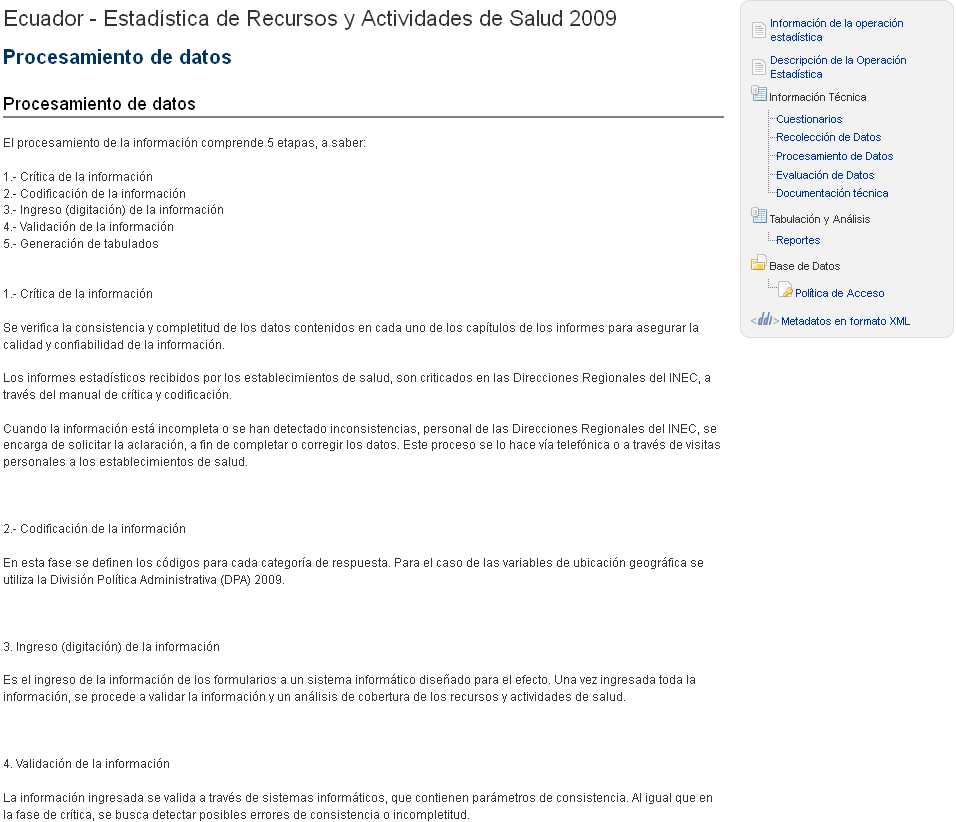 Ecuador - Estadística de Recursos y Actividades de Salud 2009
Procesamiento de datos
Procesamiento de datos
El procesamiento de la información comprende 5 etapas, a saber:
1.- Crítica de la información
2.- Codificación de la información
3.- Ingreso (digitación) de la información
4.- Validación de la información
5.- Generación de tabulados
1.- Crítica de la información
Se verifica la consistencia y completitud de los datos contenidos en cada uno de los capítulos de los informes para asegurar la
calidad y confiabilidad de la información.
Los informes estadísticos recibidos por los establecimientos de salud, son criticados en las Direcciones Regionales del INEC, a
través del manual de crítica y codificación.
Cuando la información está incompleta o se han detectado inconsistencias, personal de las Direcciones Regionales del INEC, se
encarga de solicitar la aclaración, a fin de completar o corregir los datos. Este proceso se lo hace vía telefónica o a través de visitas
personales a los establecimientos de salud.
2.- Codificación de la información
En esta fase se definen los códigos para cada categoría de respuesta. Para el caso de las variables de ubicación geográfica se
utiliza la División Política Administrativa (DPA) 2009.
3. Ingreso (digitación) de la información
Es el ingreso de la información de los formularios a un sistema informático diseñado para el efecto. Una vez ingresada toda la
información, se procede a validar la información y un análisis de cobertura de los recursos y actividades de salud.
4. Validación de la información
La información ingresada se valida a través de sistemas informáticos, que contienen parámetros de consistencia. Al igual que en
la fase de crítica, se busca detectar posibles errores de consistencia o incompletitud.
Información de la operación
estadística
Descripción de la Operación
Estadística
Información Técnica
Cuestionarios
Recolección de Datos
Procesamiento de Datos
Evaluación de Datos
Documentación técnica
Tabulación y Análisis
Reportes
Base de Datos
Política de Acceso
<ddi> Metadatos en formato XML